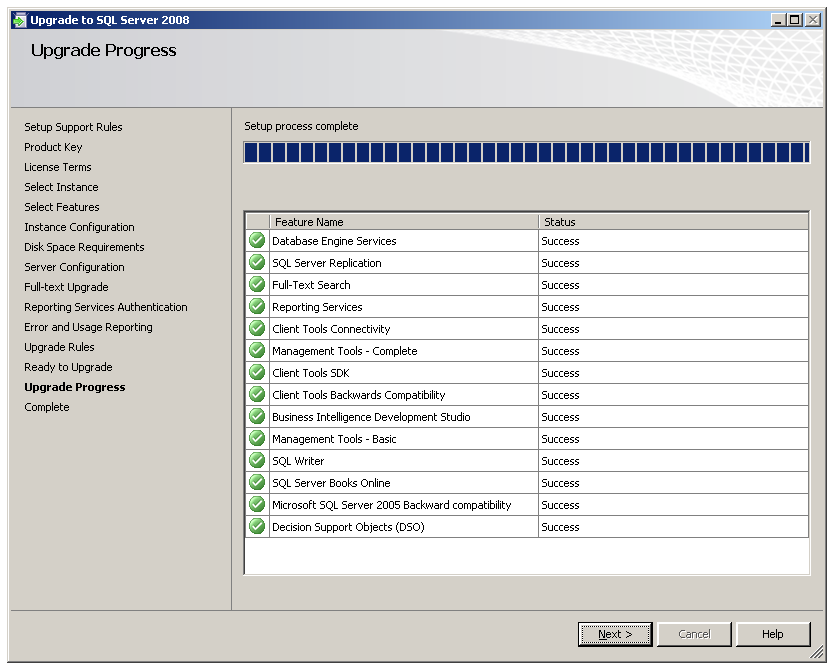 Upgrade to SQL Server 2008
Upgrade Progress
Setup Support Rules
Product Key
License Terms
Select Instance
Select Features
Instance Configuration
Disk Space Requirements
Server Configuration
Full-text Upgrade
Reporting Services Authentication
Error and Usage Reporting
Upgrade Rules
Ready to Upgrade
Upgrade Progress
Complete
Setup process complete
Feature Name Status
Database Engine Services Success
SQL Server Replication Success
Full-Text Search Success
Reporting Services Success
Client Tools Connectivity Success
Management Tools - Complete Success
Client Tools SDK Success
Client Tools Backwards Compatibility Success
Business Intelligence Development Studio Success
Management Tools - Basic Success
SQL Writer Success
SQL Server Books Online Success
Microsoft SQL Server 2005 Backward compatibility Success
Decision Support Objects (DSO) Success
Next > Cancel Help